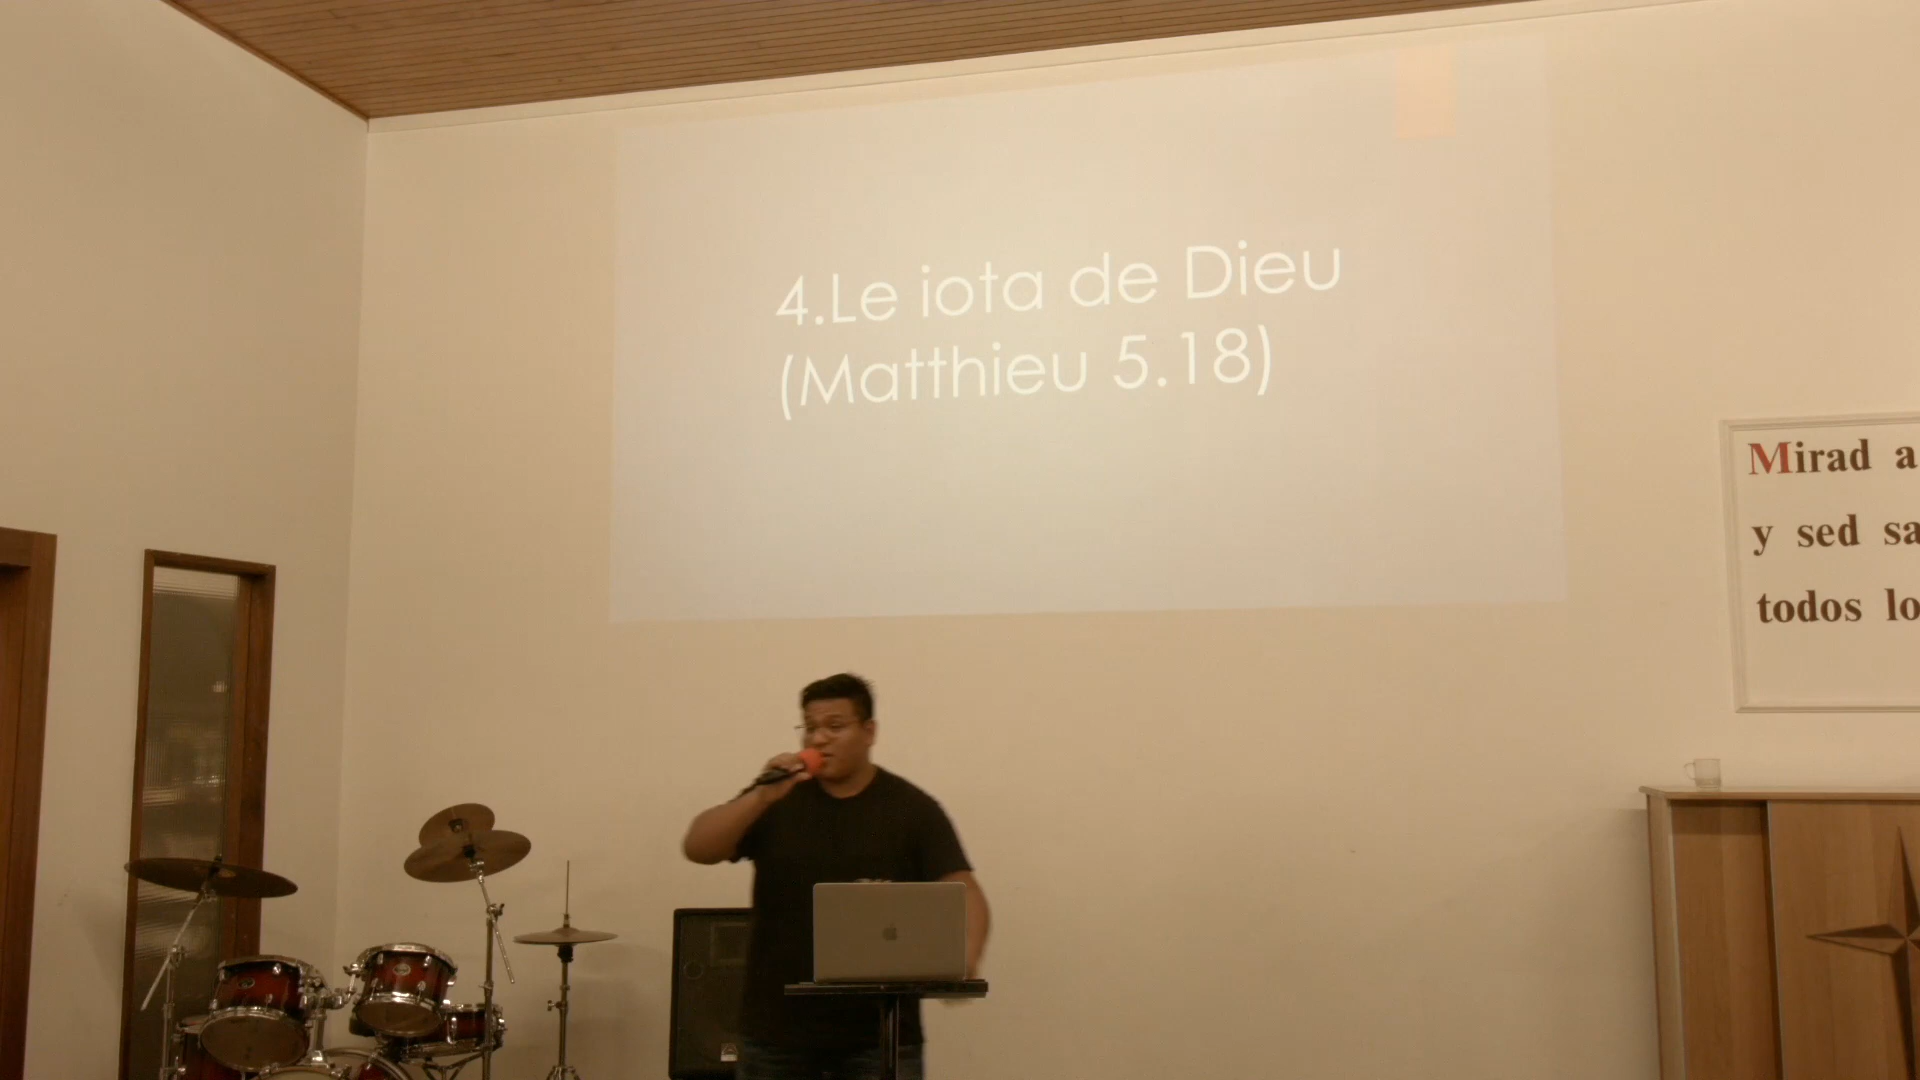 4.Le iota de Dieu
(Matthieu 5.18)
Mirad a
y sed sa
todos lo